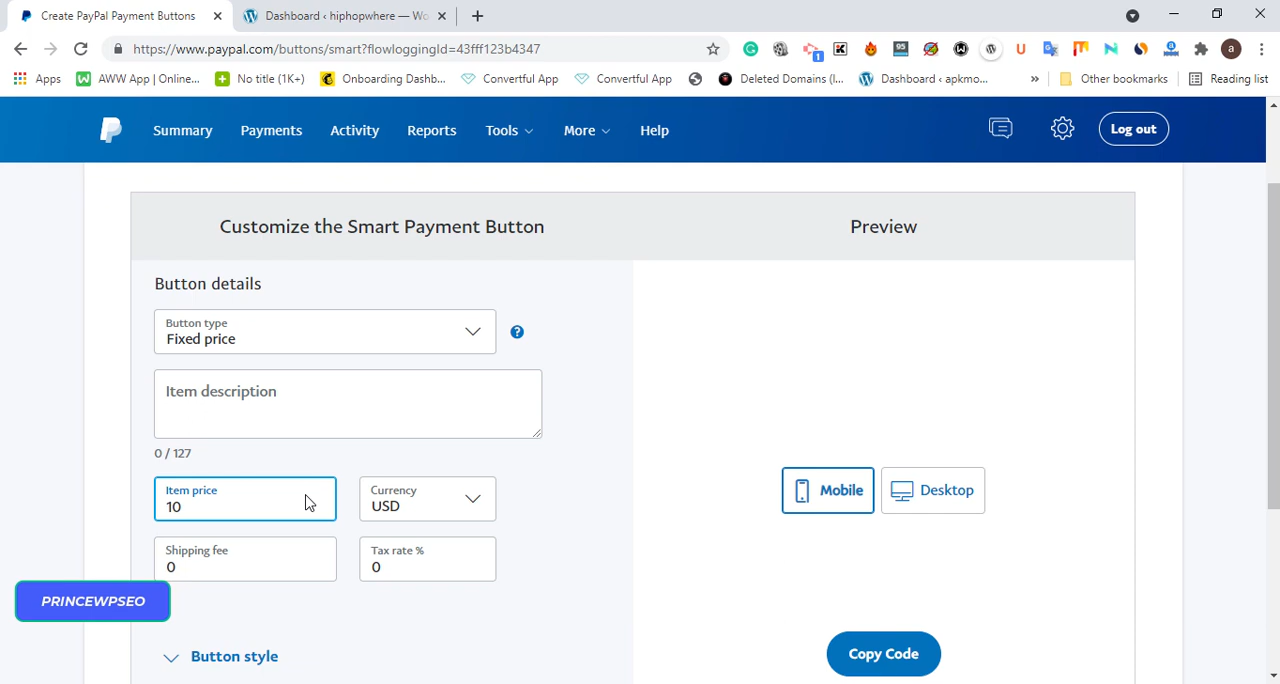 Create PayPal Payment Buttons
Dashboard ‹ hiphopwhere — Wo
https://www.paypal.com/buttons/smart?flowloggingId=43fff123b4347
95
1
a
Apps
AWW App | Online...
No title (1K+)
Onboarding Dashb...
Convertful App
Convertful App
Deleted Domains (I...
Dashboard ‹ apkmo...
»
Other bookmarks
Reading list
Summary
Payments
Activity
Reports
Tools
More
Help
Log out
Customize the Smart Payment Button
Preview
Button details
Button type
Fixed price
?
Item description
0 / 127
Item price
10
Currency
USD
Mobile
Desktop
Shipping fee
0
Tax rate %
0
PRINCEWPSEO
Button style
Copy Code